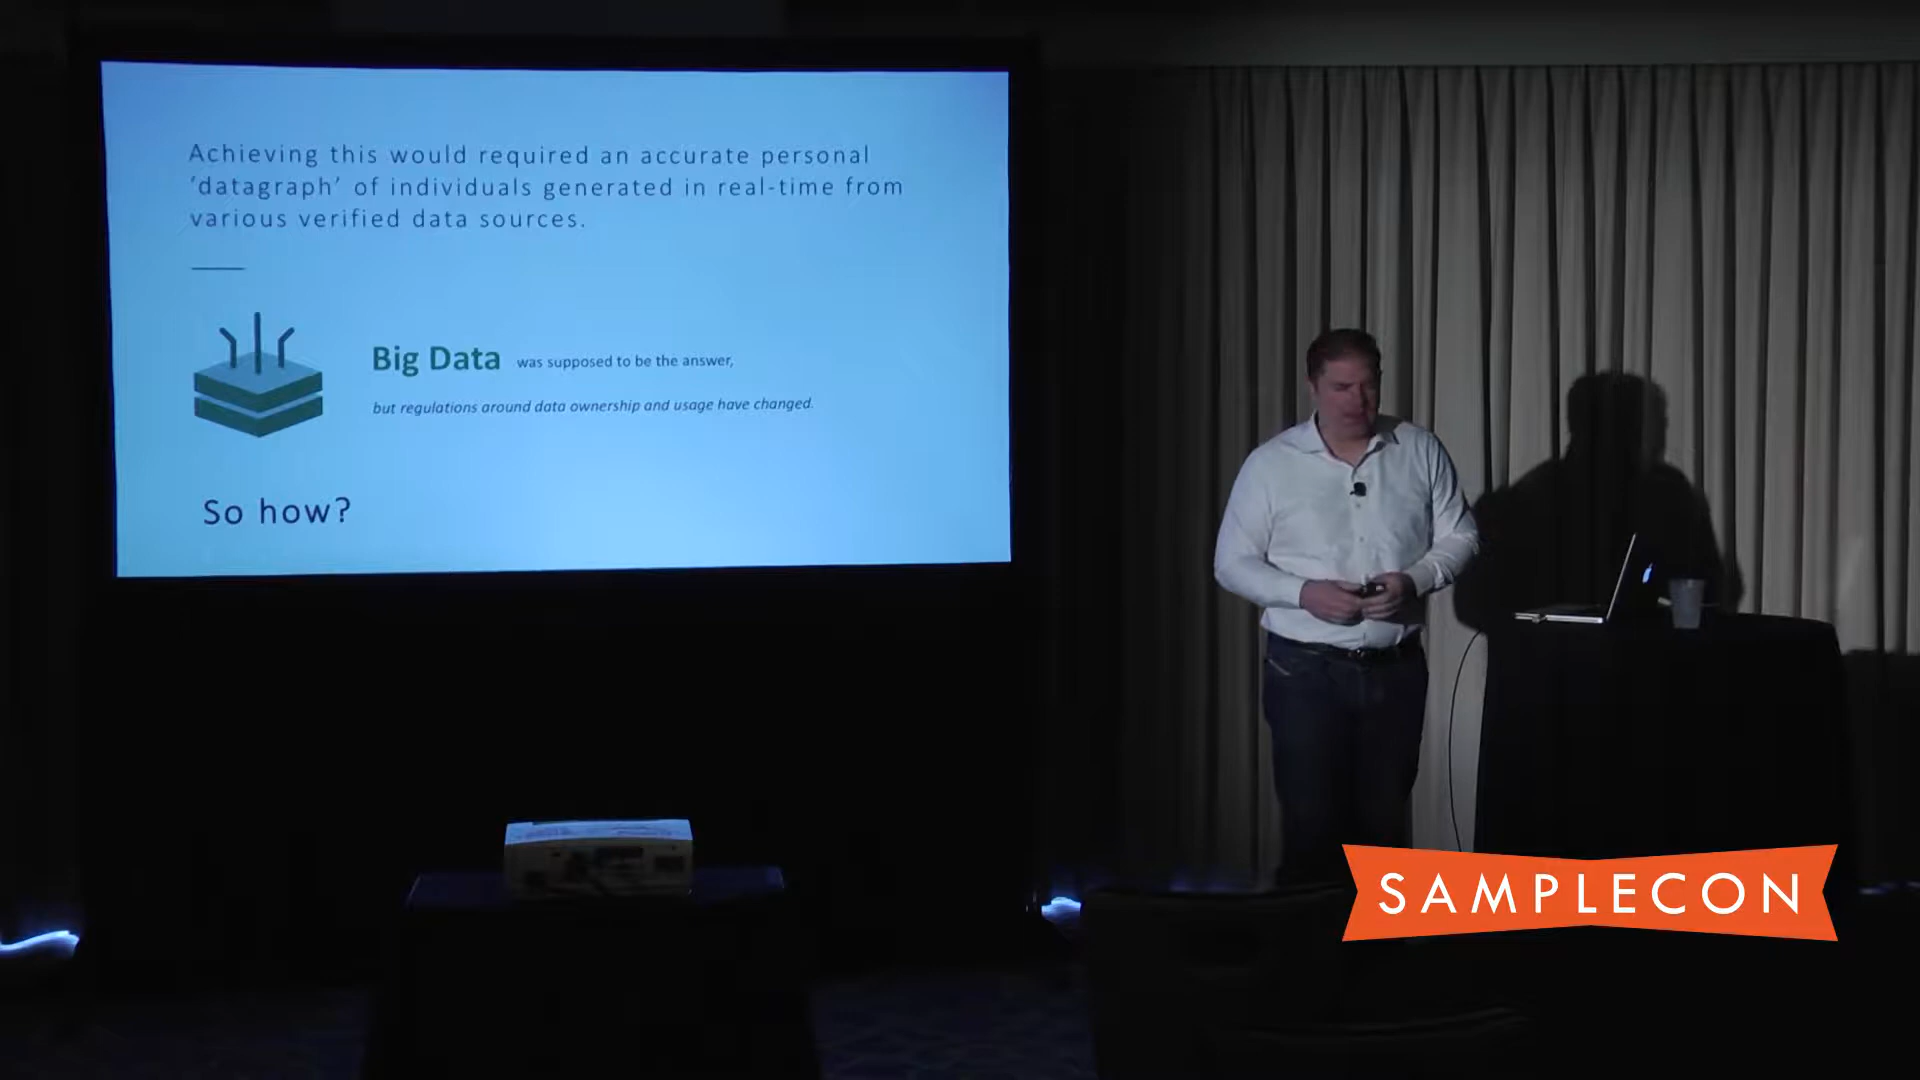 Achieving this would required an accurate personal
‘datagraph’ of individuals generated in real-time from
various verified data sources.
Big Data was supposed to be the answer,
but regulations around data ownership and usage have changed.
So how?
SAMPLECON